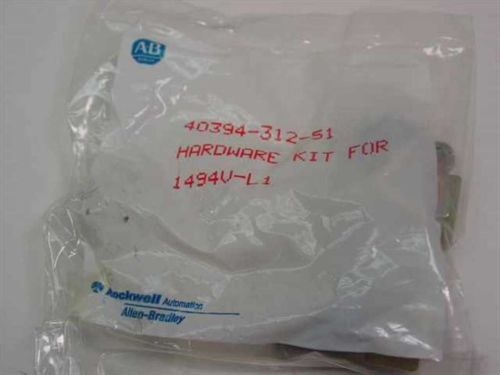 AB
40394-312-51
HARDWARE KIT FOR
1494V-L1
Rockwell Automation
Allen-Bradley